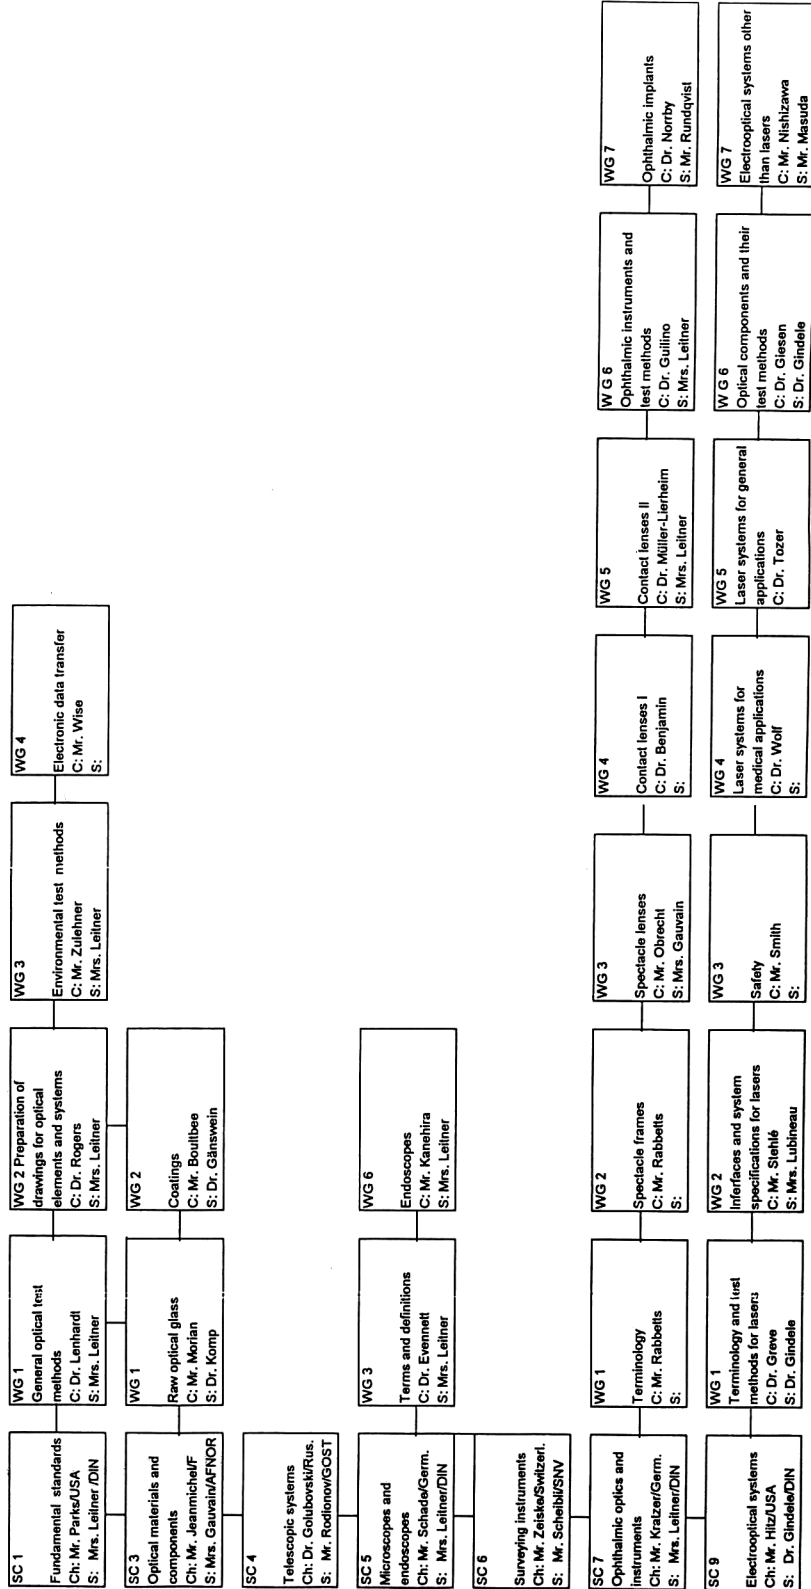 SC 1
Fundamental standards
Ch: Mr. Parks/USA
S: Mrs. Leitner /DIN
WG 1
General optical test
methods
C: Dr. Lenhardt
S: Mrs. Leitner
WG 2 Preparation of
drawings for optical
elements and systems
C: Dr. Rogers
S: Mrs. Leitner
WG 3
Environmental test methods
C: Mr. Zulehner
S: Mrs. Leitner
WG 4
Electronic data transfer
C: Mr. Wise
S:
SC 3
Optical materials and
components
Ch: Mr. Jeanmichel/F
S: Mrs. Gauvain/AFNOR
WG 1
Raw optical glass
C: Mr. Morian
S: Dr. Komp
WG 2
Coatings
C: Mr. Boultbee
S: Dr. Gänswein
SC 4
Telescopic systems
Ch: Dr. Golubovski/Rus.
S: Mr. Rodionow/GOST
SC 5
Microscopes and
endoscopes
Ch: Mr. Schade/Germ.
S: Mrs. Leitner/DIN
WG 3
Terms and definitions
C: Dr. Evennett
S: Mrs. Leitner
WG 6
Endoscopes
C: Mr. Kanehira
S: Mrs. Leitner
SC 6
Surveying instruments
Ch: Mr. Zeiske/Switzerl.
S: Mr. Scheibli/SNV
SC 7
Ophthalmic optics and
instruments
Ch: Mr. Kratzer/Germ.
S: Mrs. Leitner/DIN
WG 1
Terminology
C: Mr. Rabbetts
S:
WG 2
Spectacle frames
C: Mr. Rabbetts
S:
WG 3
Spectacle lenses
C: Mr. Obrecht
S: Mrs. Gauvain
WG 4
Contact lenses I
C: Dr. Benjamin
S:
WG 5
Contact lenses II
C: Dr. Müller-Lierheim
S: Mrs. Leitner
W G 6
Ophthalmic instruments and
test methods
C: Dr. Guilino
S: Mrs. Leitner
WG 7
Ophthalmic implants
C: Dr. Norrby
S: Mr. Rundqvist
SC 9
Electrooptical systems
Ch: Mr. Hitz/USA
S: Dr. Gindele/DIN
WG 1
Terminology and test
methods for lasers
C: Dr. Greve
S: Dr. Gindele
WG 2
Interfaces and system
specifications for lasers
C: Mr. Stehlé
S: Mrs. Lubineau
WG 3
Safety
C: Mr. Smith
S:
WG 4
Laser systems for
medical applications
C: Dr. Wolf
S:
WG 5
Laser systems for general
applications
C: Dr. Tozer
W G 6
Optical components and their
test methods
C: Dr. Giesen
S: Dr. Gindele
WG 7
Electrooptical systems other
than lasers
C: Mr. Nishizawa
S: Mr. Masuda